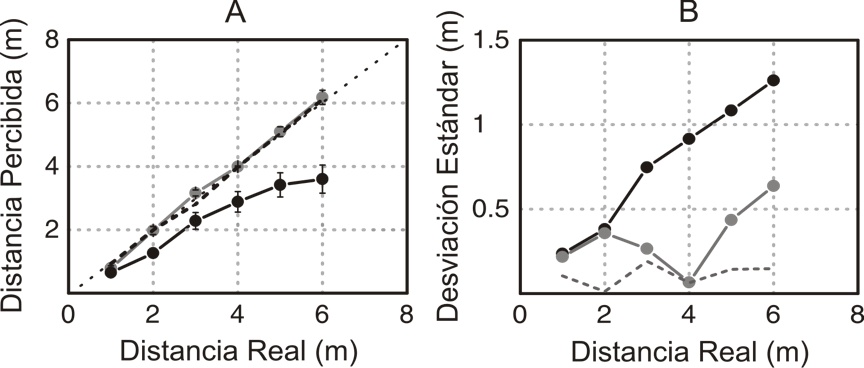 A
Distancia Percibida (m)
8
6
4
2
0 2 4 6 8
Distancia Real (m)
B
Desviación Estándar (m)
1.5
1
0.5
0 2 4 6 8
Distancia Real (m)